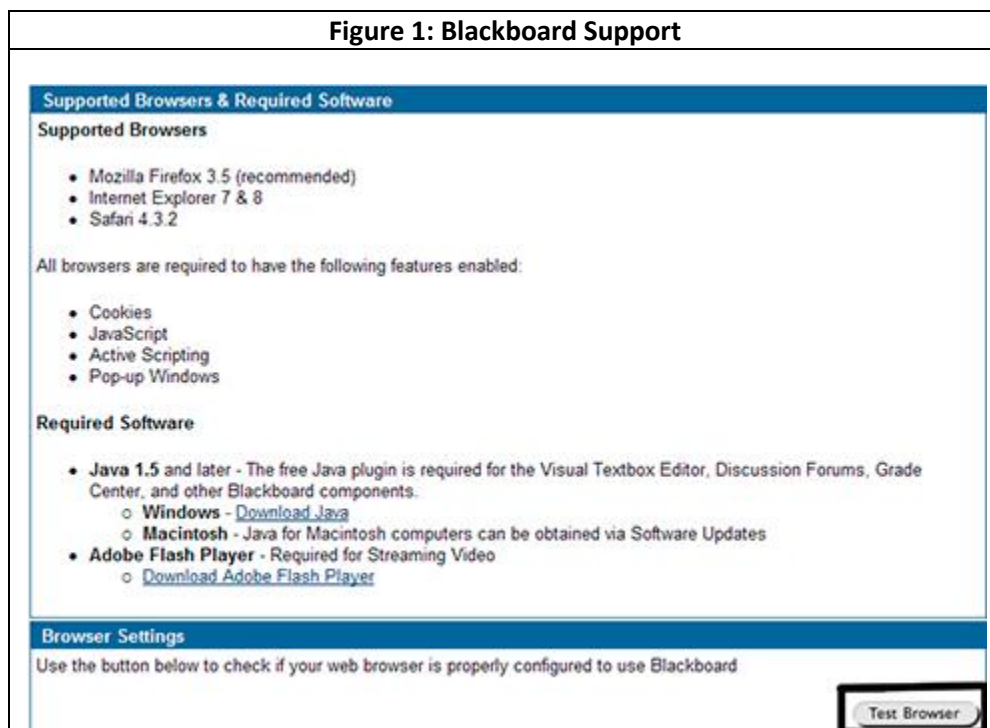 Figure 1: Blackboard Support
Supported Browsers & Required Software
Supported Browsers
• Mozilla Firefox 3.5 (recommended)
• Internet Explorer 7 & 8
• Safari 4.3.2
All browsers are required to have the following features enabled:
• Cookies
• JavaScript
• Active Scripting
• Pop-up Windows
Required Software
• Java 1.5 and later - The free Java plugin is required for the Visual Textbox Editor, Discussion Forums, Grade
Center, and other Blackboard components.
○ Windows - Download Java
○ Macintosh - Java for Macintosh computers can be obtained via Software Updates
• Adobe Flash Player - Required for Streaming Video
○ Download Adobe Flash Player
Browser Settings
Use the button below to check if your web browser is properly configured to use Blackboard
Test Browser